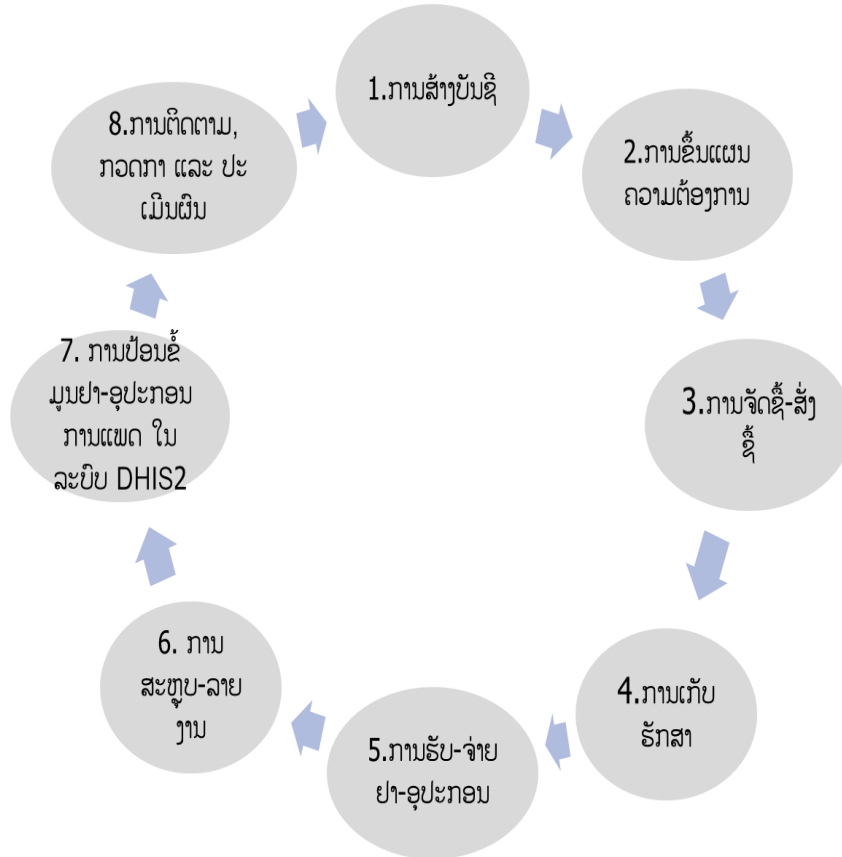 1.ການສ້າງບັນຊີ
2.ການຂຶ້ນແຜນ
ຄວາມຕ້ອງການ
3.ການຈັດຊື້-ສັ່ງ
ຊື້
4.ການເກັບ
ຮັກສາ
5.ການຮັບ-ຈ່າຍ
ຢາ-ອຸປະກອນ
6. ການ
ສະຫຼຸບ-ລາຍ
ງານ
7. ການປ້ອນຂໍ້
ມູນຢາ-ອຸປະກອນ
ການແພດ ໃນ
ລະບົບ DHIS2
8.ການຕິດຕາມ,
ກວດກາ ແລະ ປະ
ເມີນຜົນ